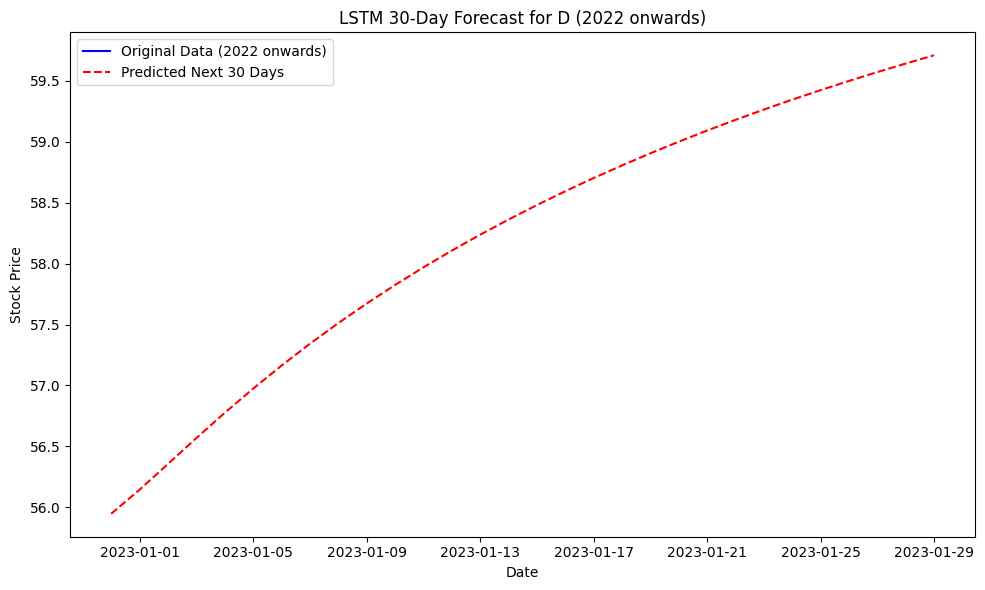 LSTM 30-Day Forecast for D (2022 onwards)
Original Data (2022 onwards)
Predicted Next 30 Days
Stock Price
59.5
59.0
58.5
58.0
57.5
57.0
56.5
56.0
2023-01-01 2023-01-05 2023-01-09 2023-01-13 2023-01-17 2023-01-21 2023-01-25 2023-01-29
Date